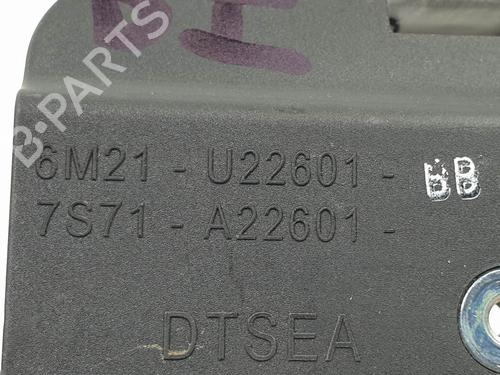 B-PARTS
6M21 - U22601 - BB
7S71 - A22601 -
DTSEA